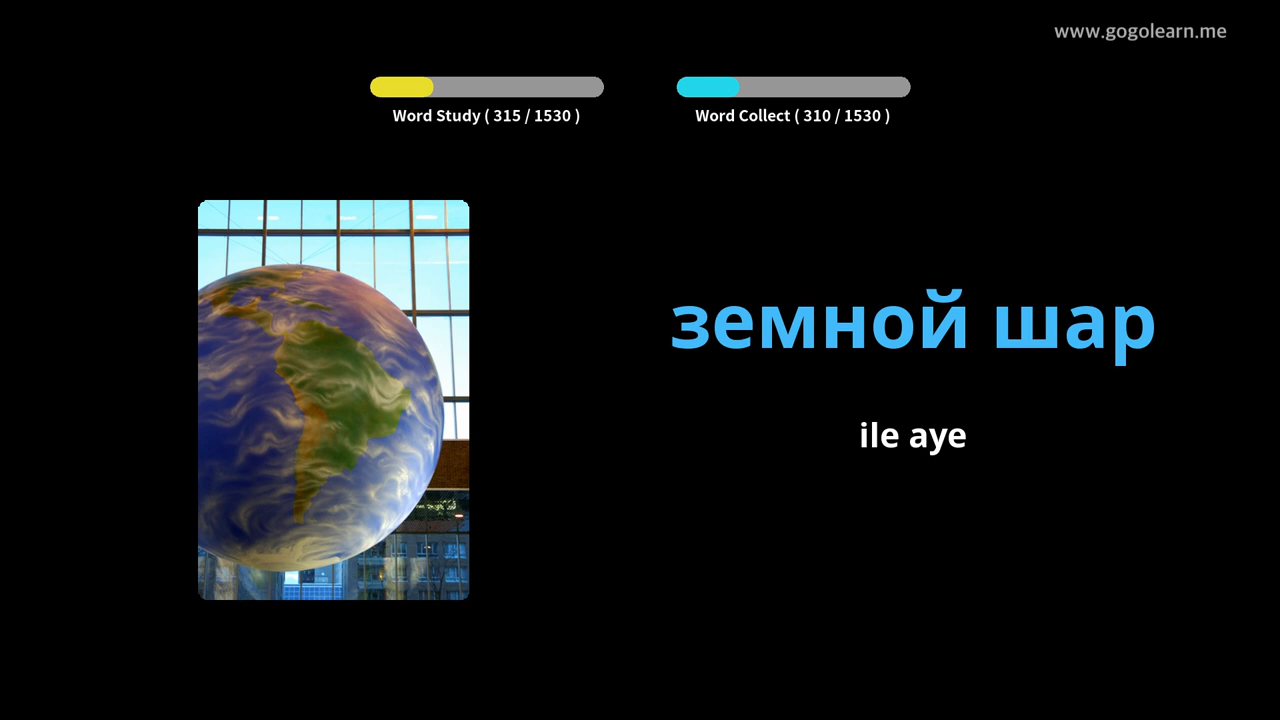 www.gogolearn.me
Word Study ( 315 / 1530 )
Word Collect ( 310 / 1530 )
земной шар
ile aye